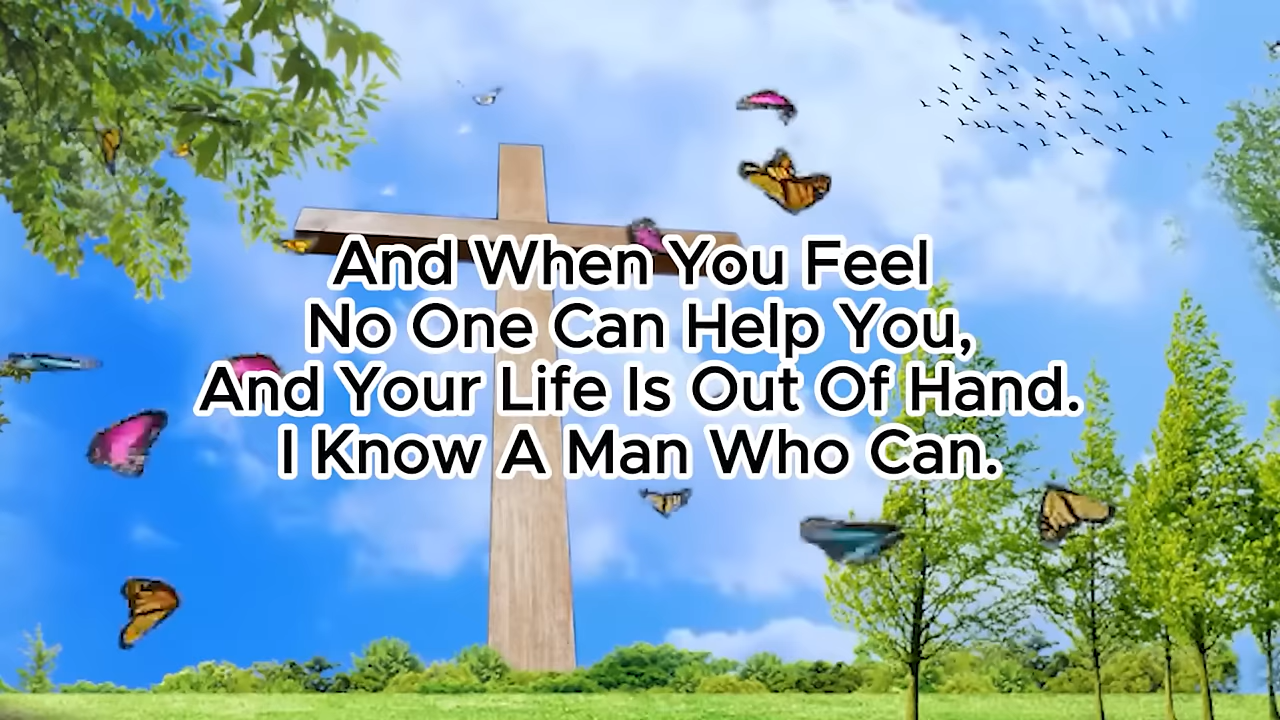 And When You Feel
No One Can Help You,
And Your Life Is Out Of Hand.
I Know A Man Who Can.